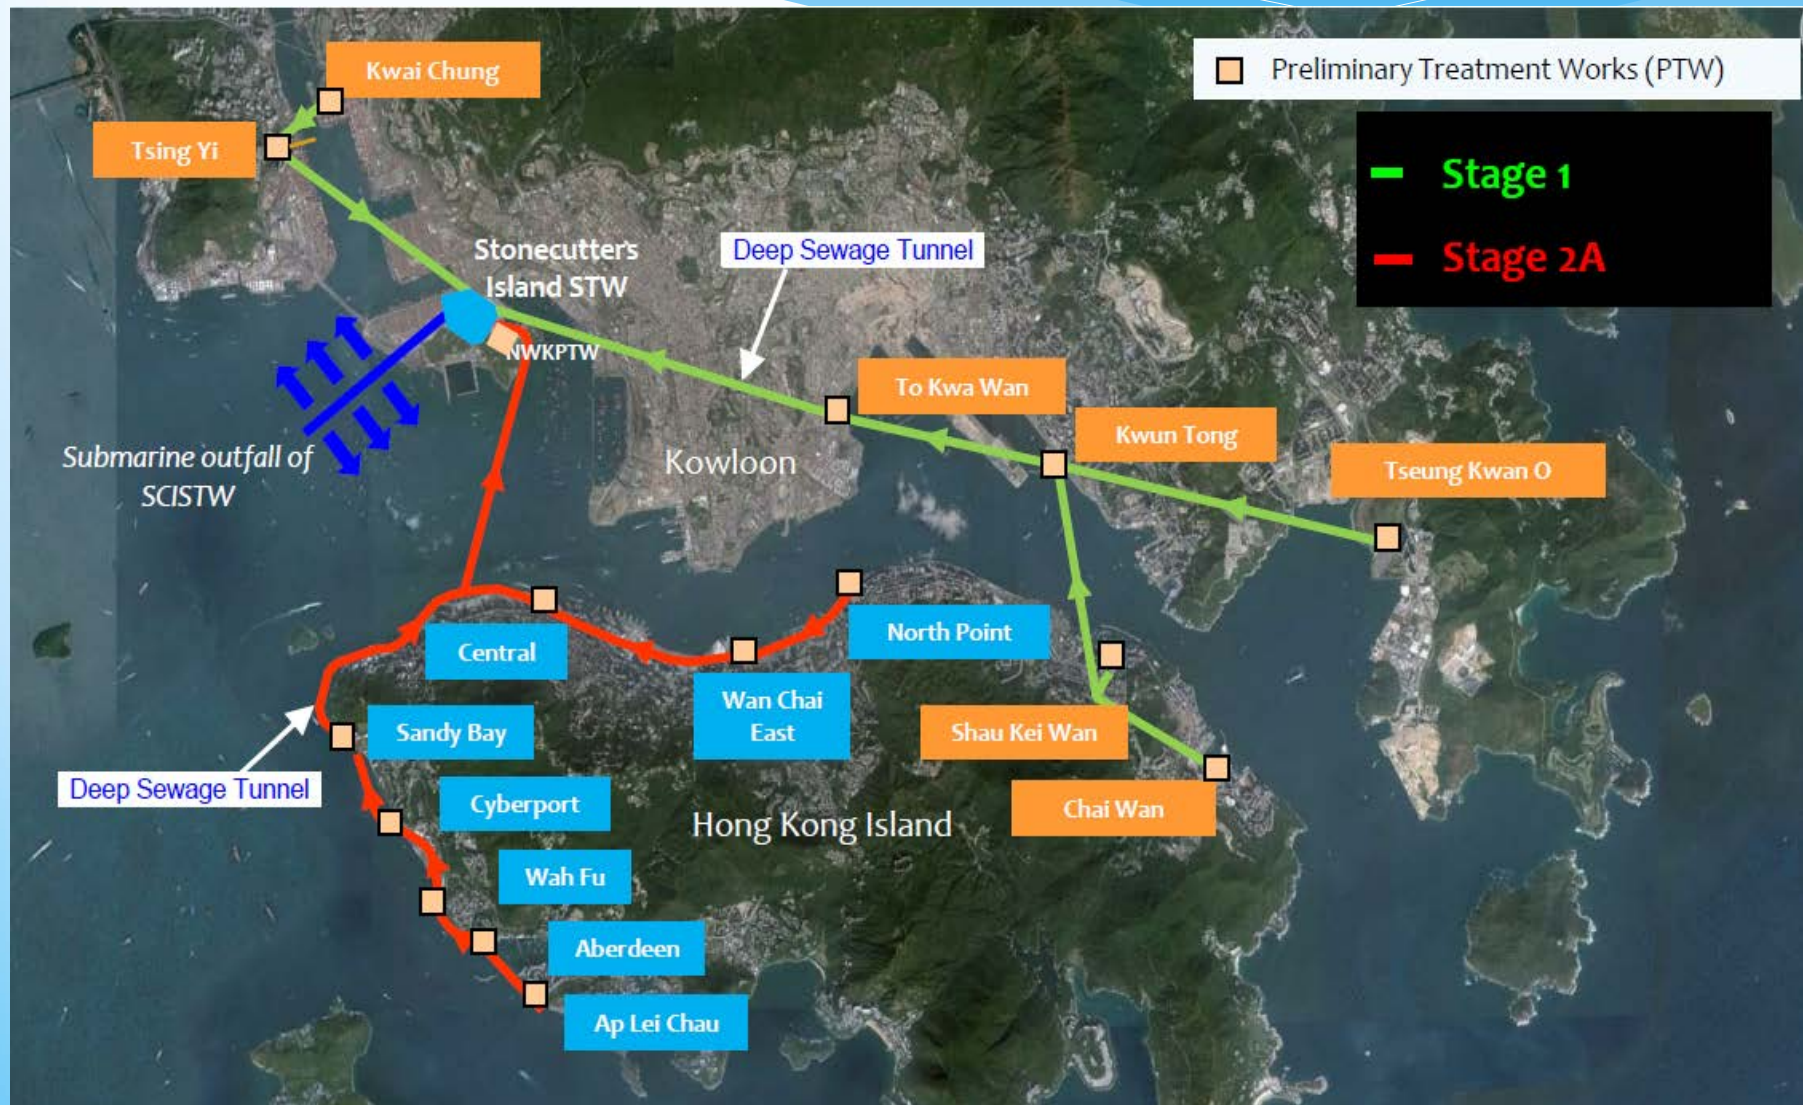 Kwai Chung
Preliminary Treatment Works (PTW)
Tsing Yi
Stage 1
Stage 2A
Stonecutter's
Island STW
Deep Sewage Tunnel
NWKPTW
To Kwa Wan
Kwun Tong
Tseung Kwan O
Kowloon
Submarine outfall of
SCISTW
North Point
Central
Wan Chai
East
Sandy Bay
Shau Kei Wan
Deep Sewage Tunnel
Cyberport
Chai Wan
Hong Kong Island
Wah Fu
Aberdeen
Ap Lei Chau